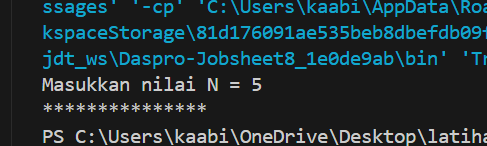 ssages' '-cp' 'C:\Users\kaabi\AppData\Roa
kspaceStorage\81d176091ae535beb8dbefdb09f
jdt_ws\Daspro-Jobsheet8_1e0de9ab\bin' 'Tr
Masukkan nilai N = 5
***************
PS C:\Users\kaabi\OneDrive\Desktop\latiha